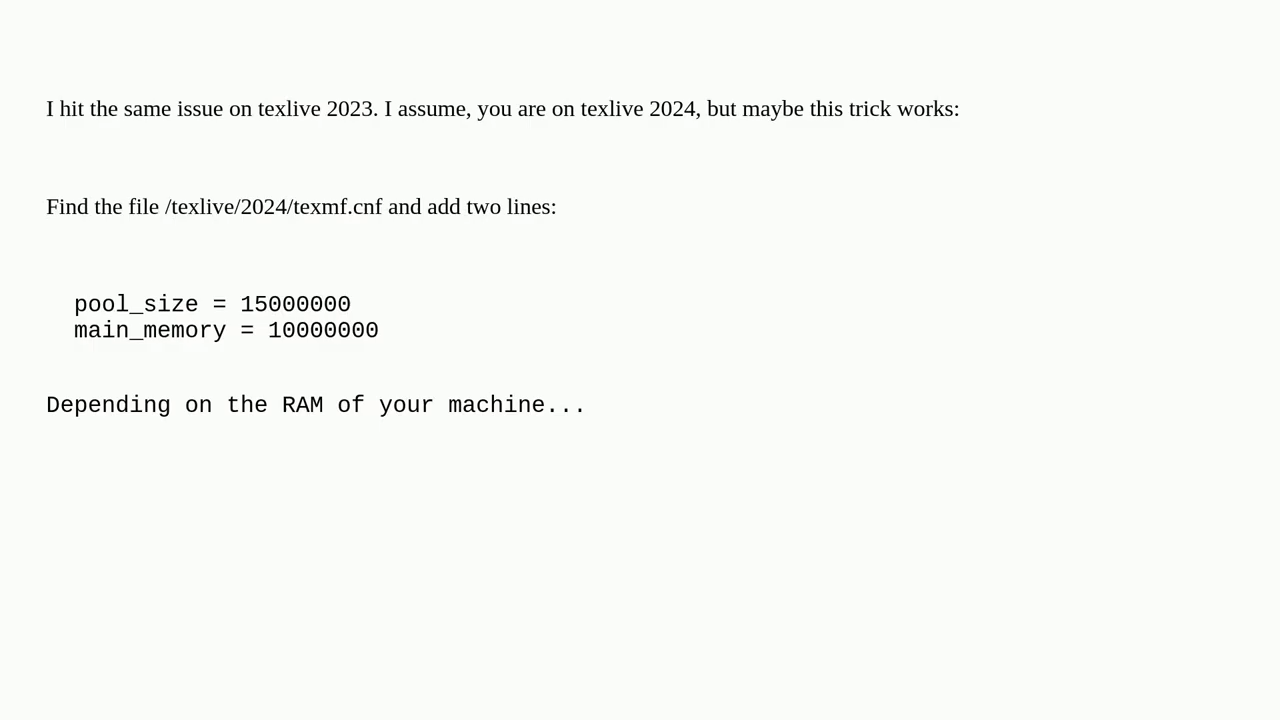 I hit the same issue on texlive 2023. I assume, you are on texlive 2024, but maybe this trick works:
Find the file /texlive/2024/texmf.cnf and add two lines:
pool_size = 15000000
main_memory = 10000000
Depending on the RAM of your machine...